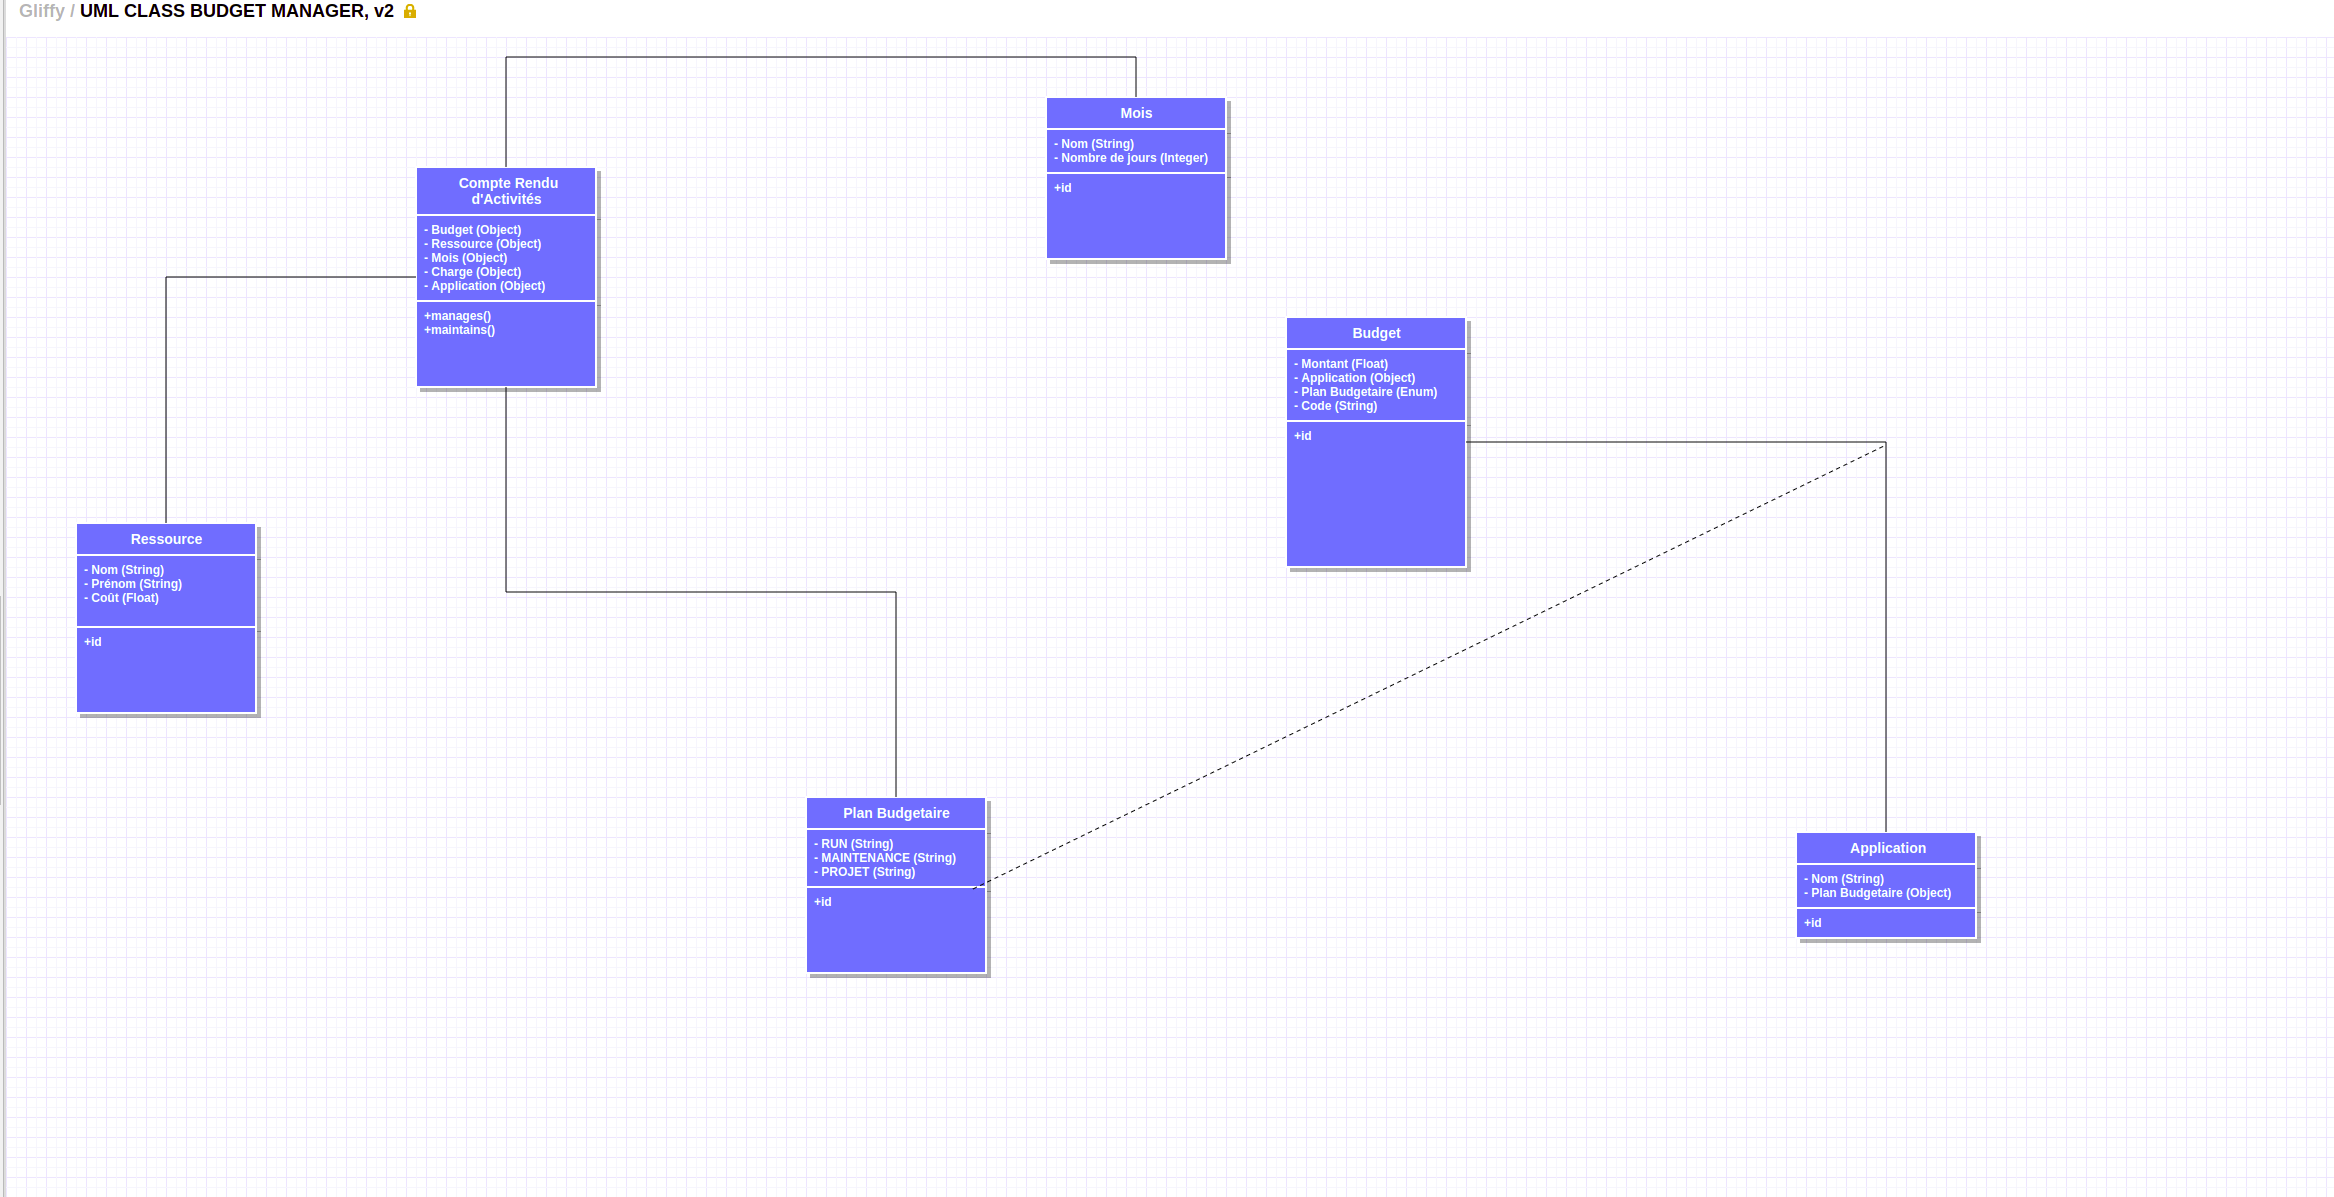 Gliffy / UML CLASS BUDGET MANAGER, v2
Mois
- Nom (String)
- Nombre de jours (Integer)
+id
Compte Rendu
d'Activités
- Budget (Object)
- Ressource (Object)
- Mois (Object)
- Charge (Object)
- Application (Object)
+manages()
+maintains()
Budget
- Montant (Float)
- Application (Object)
- Plan Budgetaire (Enum)
- Code (String)
+id
Ressource
- Nom (String)
- Prénom (String)
- Coût (Float)
+id
Plan Budgetaire
- RUN (String)
- MAINTENANCE (String)
- PROJET (String)
+id
Application
- Nom (String)
- Plan Budgetaire (Object)
+id